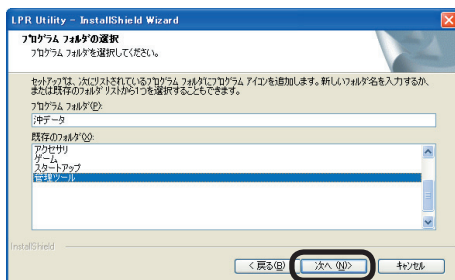 LPR Utility - InstallShield Wizard
プログラム フォルダの選択
プログラム フォルダを選択してください。
セットアップは、次にリストされているプログラム フォルダにプログラム アイコンを追加します。新しいフォルダ名を入力するか、
または既存のフォルダ リストから1つを選択することもできます。
プログラム フォルダ(P):
沖データ
既存のフォルダ(X):
アクセサリ
ゲーム
スタートアップ
管理ツール
InstallShield
< 戻る(B)
次へ (N)>
キャンセル